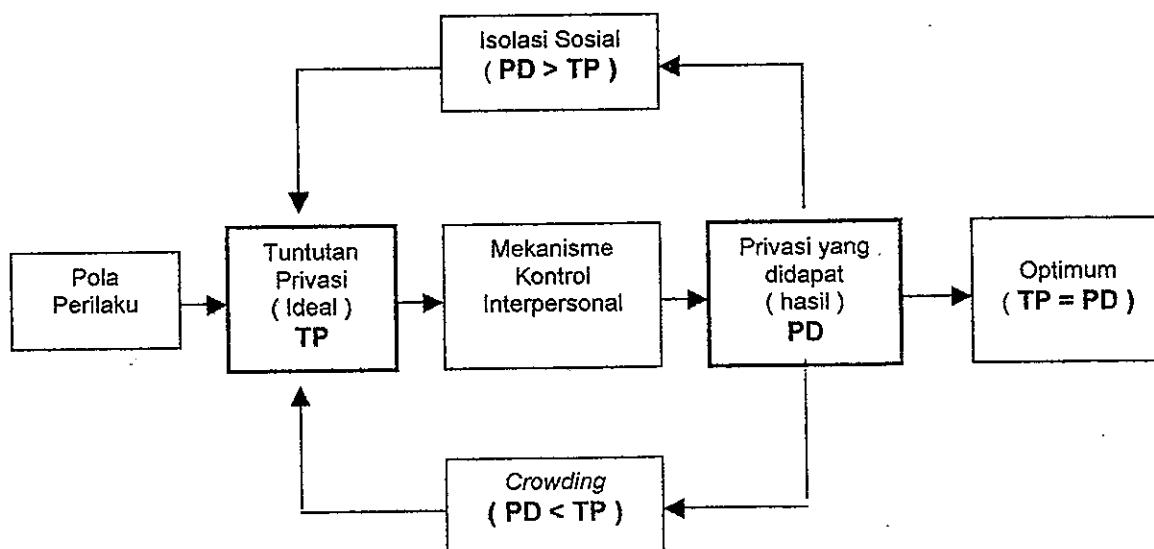 Isolasi Sosial
( PD > TP )
Pola
Perilaku
Tuntutan
Privasi
( Ideal )
TP
Mekanisme
Kontrol
Interpersonal
Privasi yang
didapat
( hasil )
PD
Optimum
( TP = PD )
Crowding
( PD < TP )